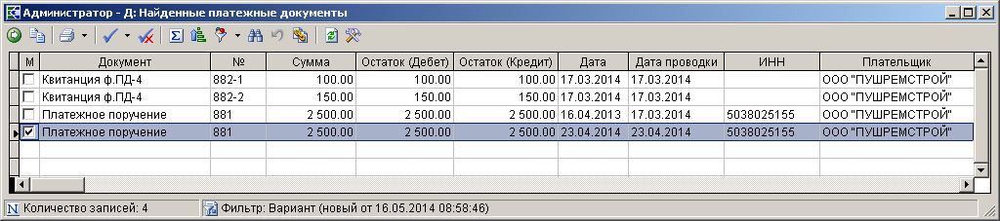 Администратор - Д: Найденные платежные документы
М Документ № Сумма Остаток (Дебет) Остаток (Кредит) Дата Дата проводки ИНН Плательщик
Квитанция ф.ПД-4 882-1 100.00 100.00 100.00 17.03.2014 17.03.2014 ООО "ПУШРЕМСТРОЙ"
Квитанция ф.ПД-4 882-2 150.00 150.00 150.00 17.03.2014 17.03.2014 ООО "ПУШРЕМСТРОЙ"
Платежное поручение 881 2 500.00 2 500.00 2 500.00 16.04.2013 17.03.2014 5038025155 ООО "ПУШРЕМСТРОЙ"
Платежное поручение 881 2 500.00 2 500.00 2 500.00 23.04.2014 23.04.2014 5038025155 ООО "ПУШРЕМСТРОЙ"
N Количество записей: 4 Фильтр: Вариант (новый от 16.05.2014 08:58:46)